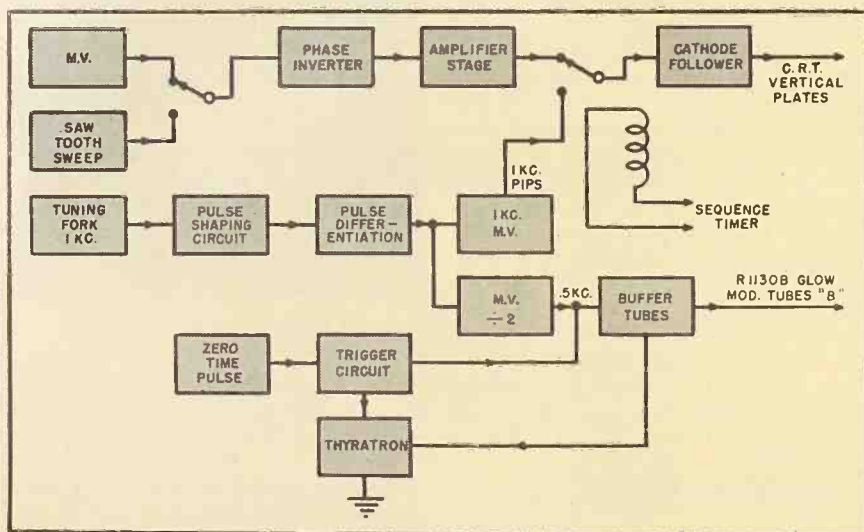 M.V.
PHASE
INVERTER
AMPLIFIER
STAGE
CATHODE
FOLLOWER
C.R.T.
VERTICAL
PLATES
SAW
TOOTH
SWEEP
1 KC.
PIPS
TUNING
FORK
1 KC.
PULSE
SHAPING
CIRCUIT
PULSE
DIFFER-
ENTIATION
1 KC.
M.V.
SEQUENCE
TIMER
M.V.
÷ 2
.5 KC.
BUFFER
TUBES
R1130B GLOW
MOD. TUBES "B"
ZERO
TIME
PULSE
TRIGGER
CIRCUIT
THYRATRON